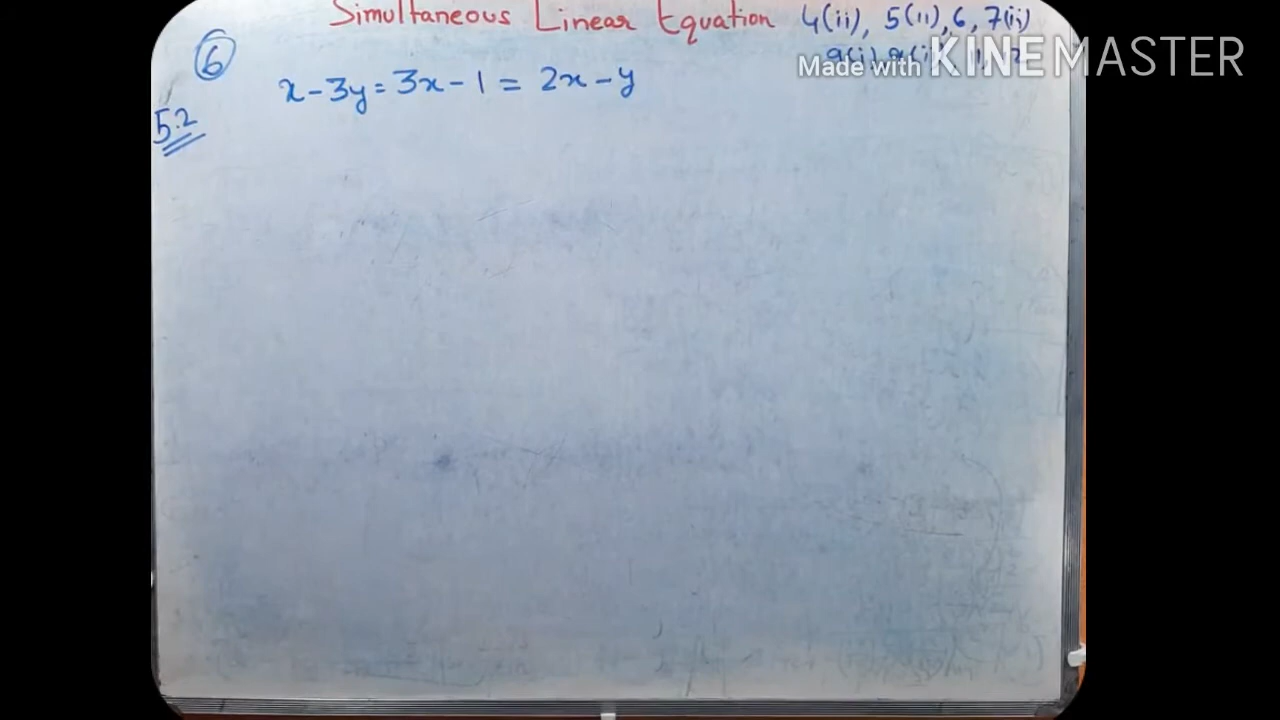 Simultaneous Linear Equation 4(ii), 5(ii), 6, 7(ii)
Made with KINEMASTER
6
x - 3y = 3x - 1 = 2x - y
5.2